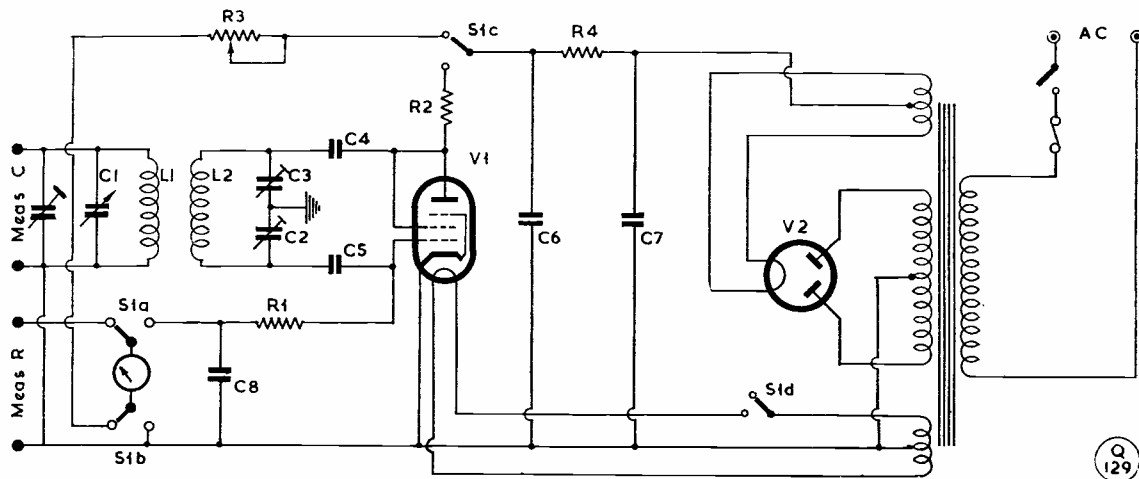 R3
S1c
R4
AC
R2
C4
V1
Meas C
C1
L1
L2
C3
C2
C5
C6
C7
V2
S1a
R1
Meas R
C8
S1d
S1b
Q
129